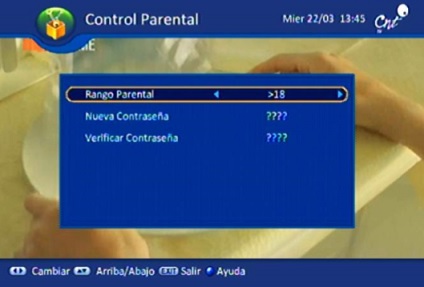 Control Parental
Mier 22/03 13:45
Cnt
ME
Rango Parental >18
Nueva Contraseña ????
Verificar Contraseña ????
Cambiar Arriba/Abajo EXIT Salir Ayuda